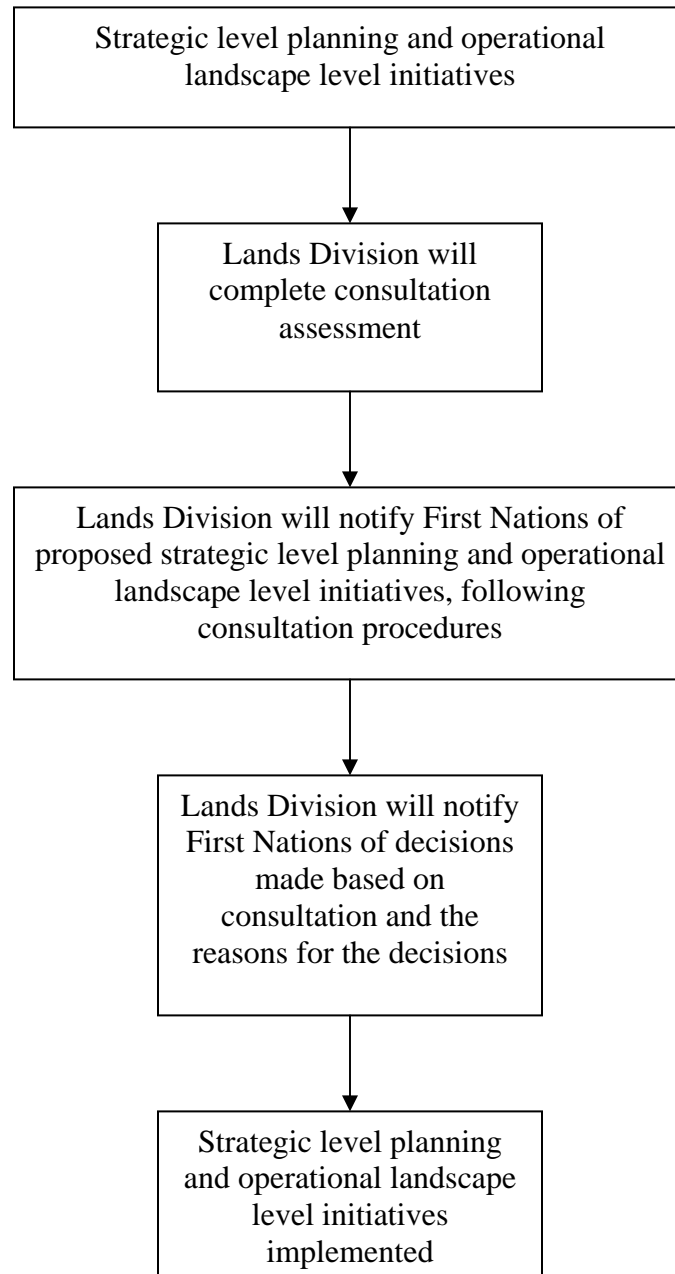 Strategic level planning and operational
landscape level initiatives
Lands Division will
complete consultation
assessment
Lands Division will notify First Nations of
proposed strategic level planning and operational
landscape level initiatives, following
consultation procedures
Lands Division will notify
First Nations of decisions
made based on
consultation and the
reasons for the decisions
Strategic level planning
and operational landscape
level initiatives
implemented